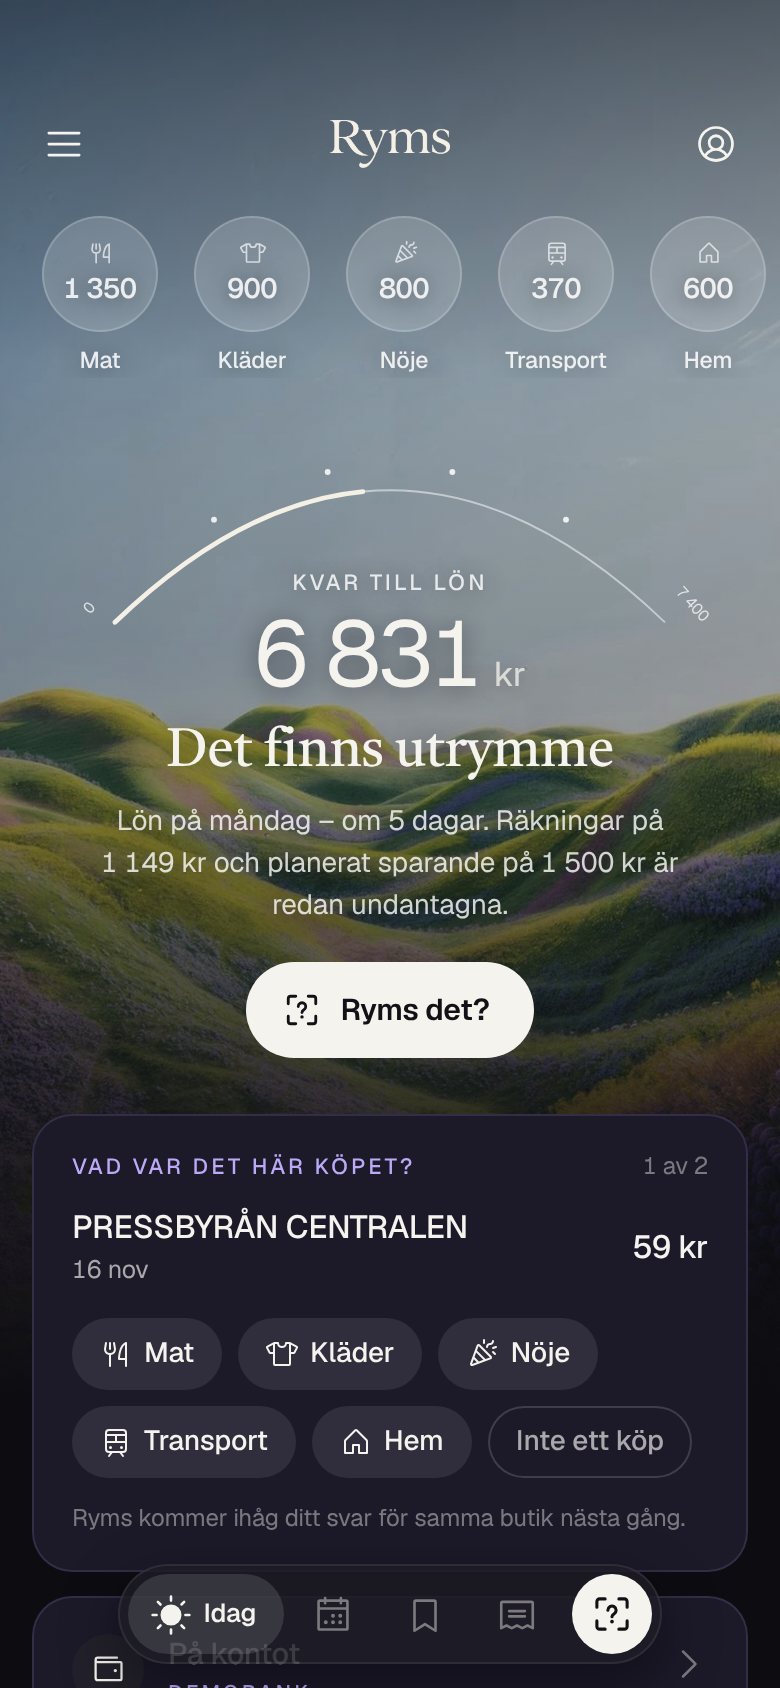 Ryms
1 350
900
800
370
600
Mat
Kläder
Nöje
Transport
Hem
0
7 400
KVAR TILL LÖN
6 831 kr
Det finns utrymme
Lön på måndag – om 5 dagar. Räkningar på
1 149 kr och planerat sparande på 1 500 kr är
redan undantagna.
Ryms det?
VAD VAR DET HÄR KÖPET?
1 av 2
PRESSBYRÅN CENTRALEN
59 kr
16 nov
Mat
Kläder
Nöje
Transport
Hem
Inte ett köp
Ryms kommer ihåg ditt svar för samma butik nästa gång.
Idag
På kontot
DEMOBANK